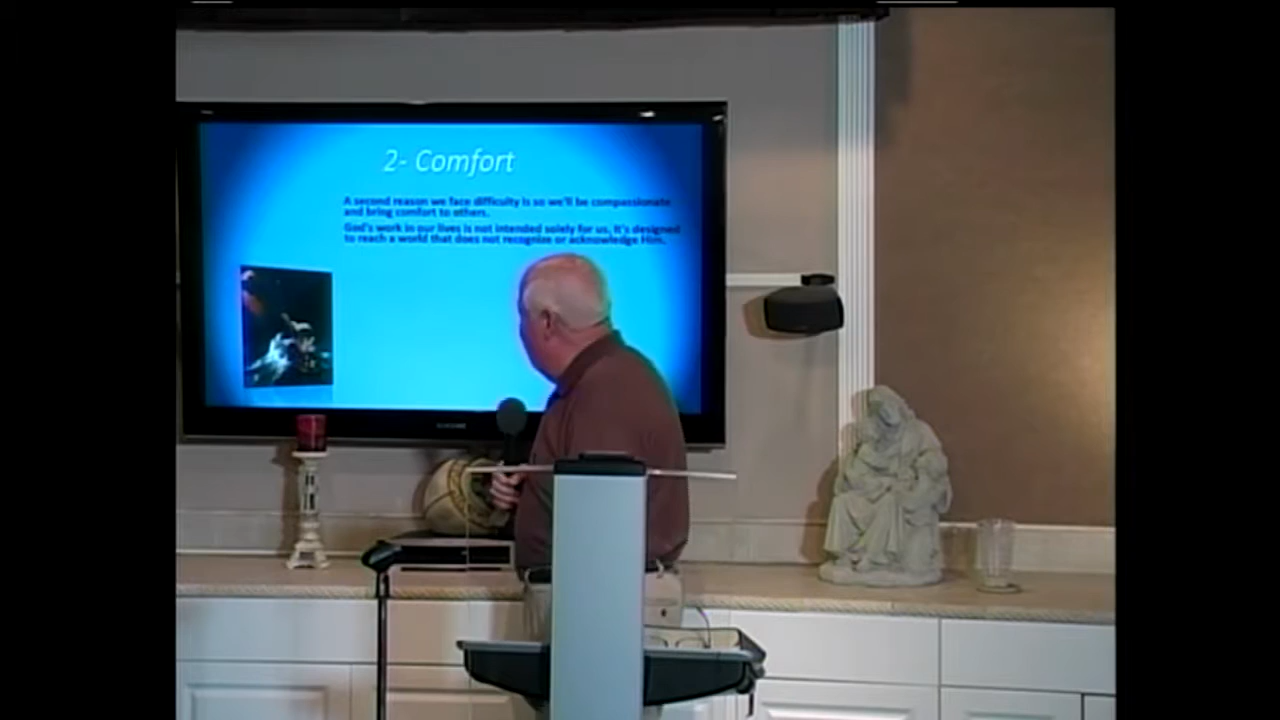 2- Comfort
A second reason we face difficulty is so we'll be compassionate
and bring comfort to others.
God's work in our lives is not intended solely for us. It's designed
to reach a world that does not recognize or acknowledge Him.